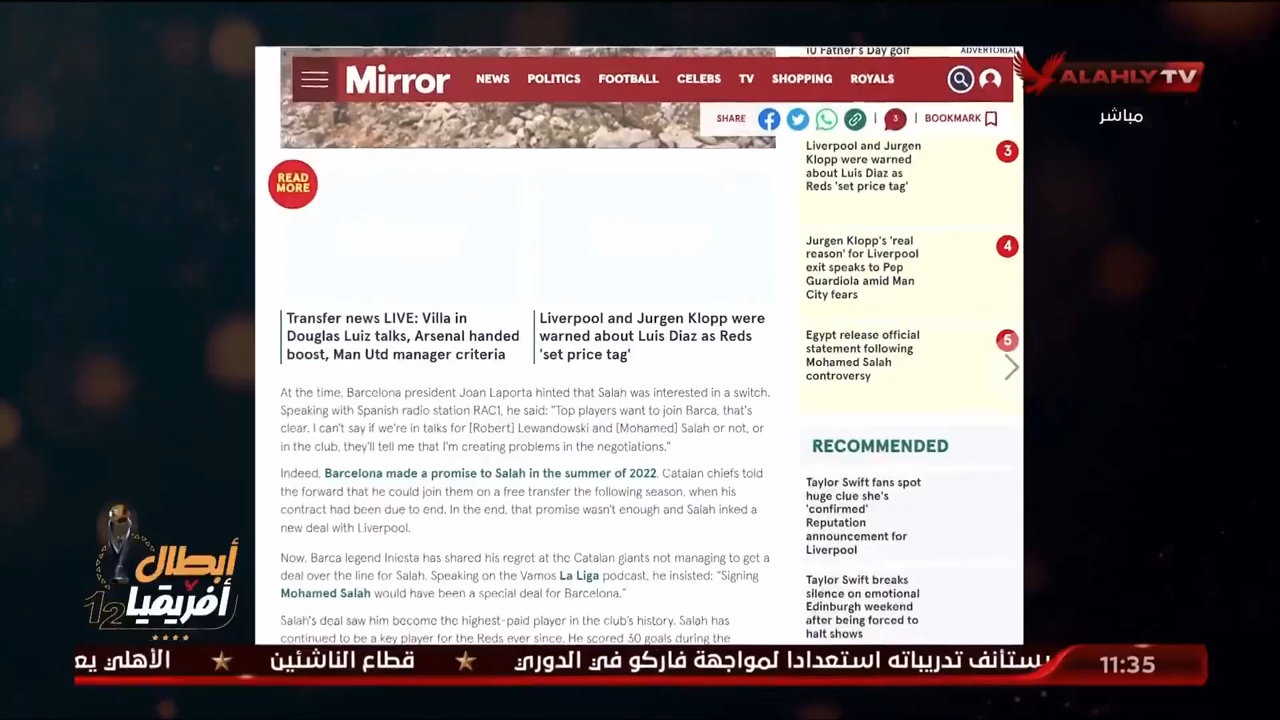 10 Father's Day golf
ADVERTORIAL
Mirror
NEWS POLITICS FOOTBALL CELEBS TV SHOPPING ROYALS
ALAHLY TV
مباشر
SHARE
3
BOOKMARK
READ
MORE
Transfer news LIVE: Villa in
Douglas Luiz talks, Arsenal handed
boost, Man Utd manager criteria
Liverpool and Jurgen Klopp were
warned about Luis Diaz as Reds
'set price tag'
At the time, Barcelona president Joan Laporta hinted that Salah was interested in a switch.
Speaking with Spanish radio station RAC1, he said: "Top players want to join Barca, that's
clear. I can't say if we're in talks for [Robert] Lewandowski and [Mohamed] Salah or not, or
in the club, they'll tell me that I'm creating problems in the negotiations."
Indeed, Barcelona made a promise to Salah in the summer of 2022. Catalan chiefs told
the forward that he could join them on a free transfer the following season, when his
contract had been due to end. In the end, that promise wasn't enough and Salah inked a
new deal with Liverpool.
Now, Barca legend Iniesta has shared his regret at the Catalan giants not managing to get a
deal over the line for Salah. Speaking on the Vamos La Liga podcast, he insisted: "Signing
Mohamed Salah would have been a special deal for Barcelona."
Salah's deal saw him become the highest-paid player in the club's history. Salah has
continued to be a key player for the Reds ever since. He scored 30 goals during the
Liverpool and Jurgen
Klopp were warned
about Luis Diaz as
Reds 'set price tag'
3
Jurgen Klopp's 'real
reason' for Liverpool
exit speaks to Pep
Guardiola amid Man
City fears
4
Egypt release official
statement following
Mohamed Salah
controversy
5
RECOMMENDED
Taylor Swift fans spot
huge clue she's
'confirmed'
Reputation
announcement for
Liverpool
Taylor Swift breaks
silence on emotional
Edinburgh weekend
after being forced to
halt shows
أبطال
أفريقيا
12
يستأنف تدريباته استعدادا لمواجهة فاركو في الدوري ★ قطاع الناشئين ★ الأهلي يع
11:35